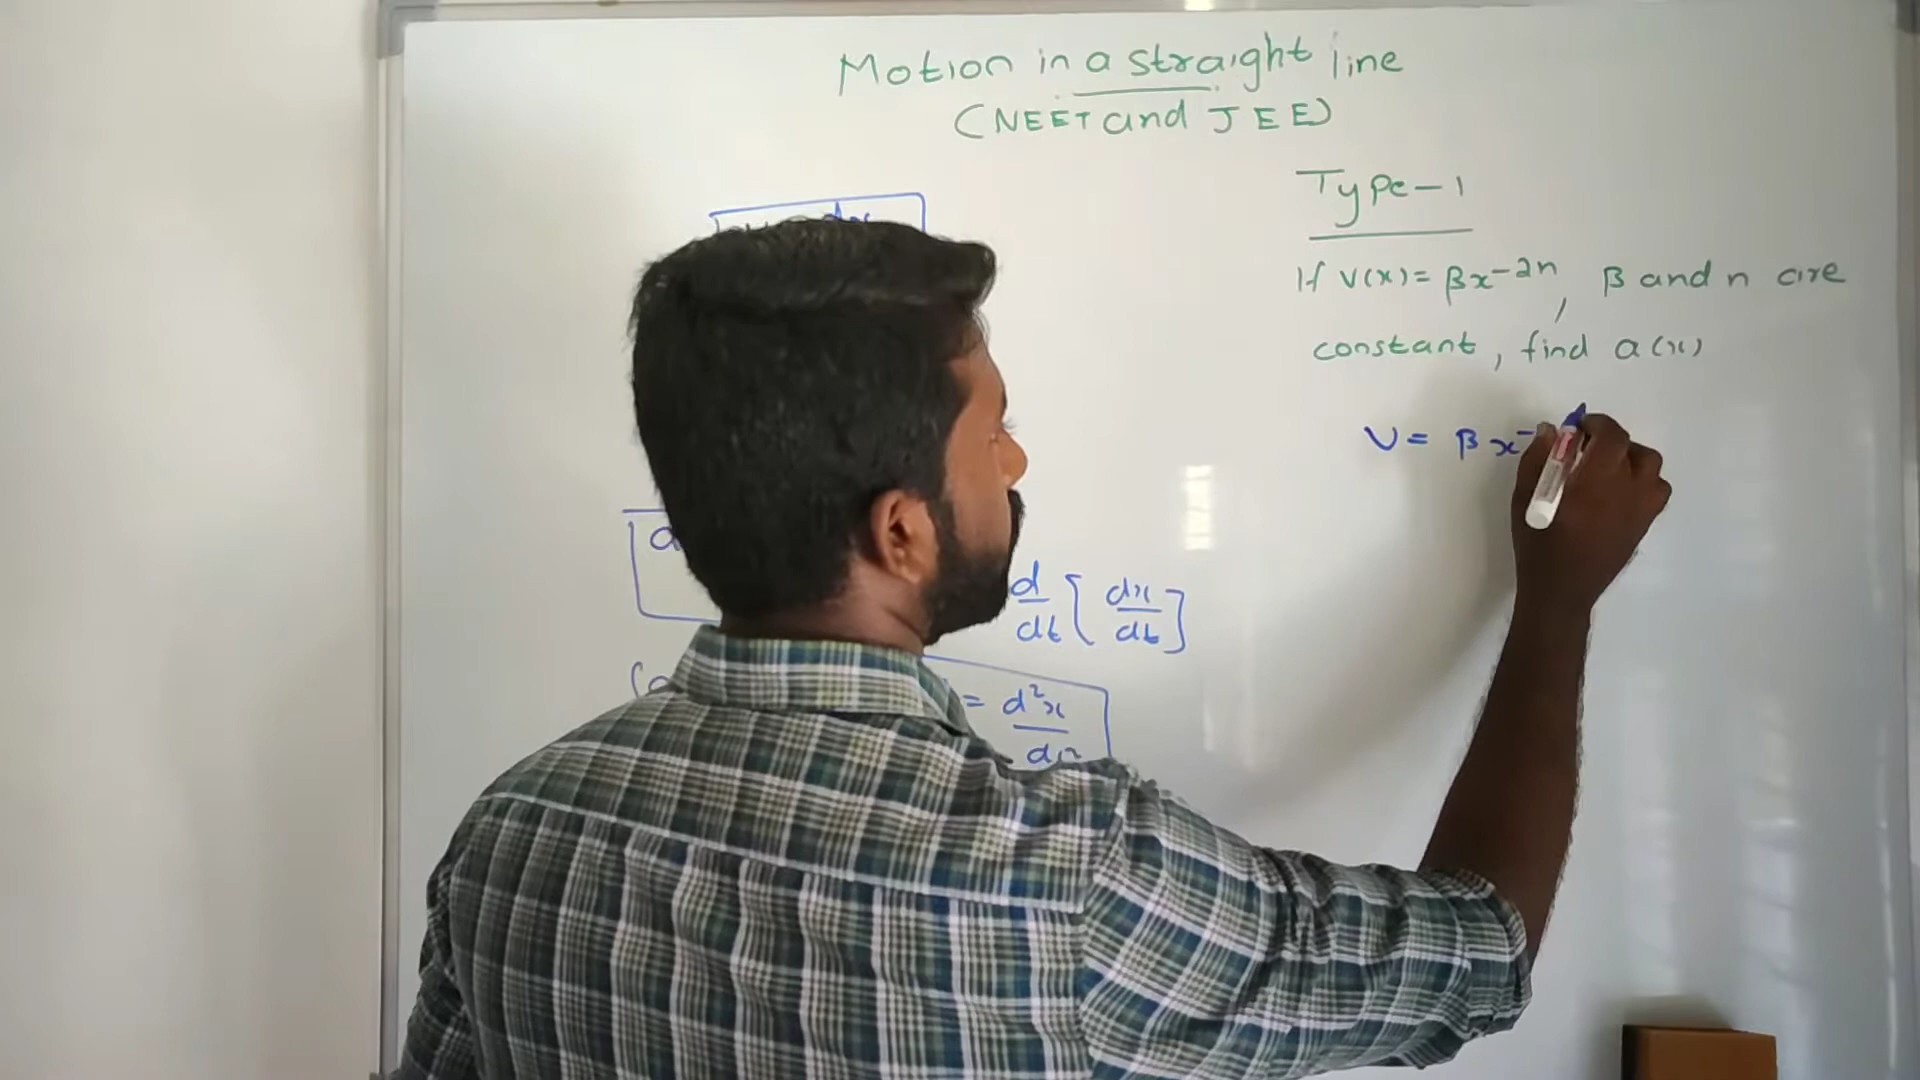 Motion in a straight line
(NEET and JEE)
Type-1
If v(x) = βx⁻²ⁿ, β and n are
constant, find a(x)
V = βx⁻
dx
a
d/dt [dx/dt]
= d²x
dt²